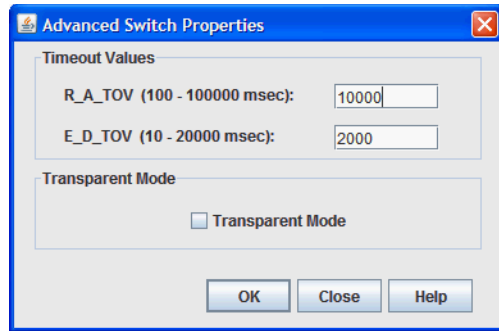 Advanced Switch Properties
Timeout Values
R_A_TOV (100 - 100000 msec): 10000
E_D_TOV (10 - 20000 msec): 2000
Transparent Mode
Transparent Mode
OK Close Help